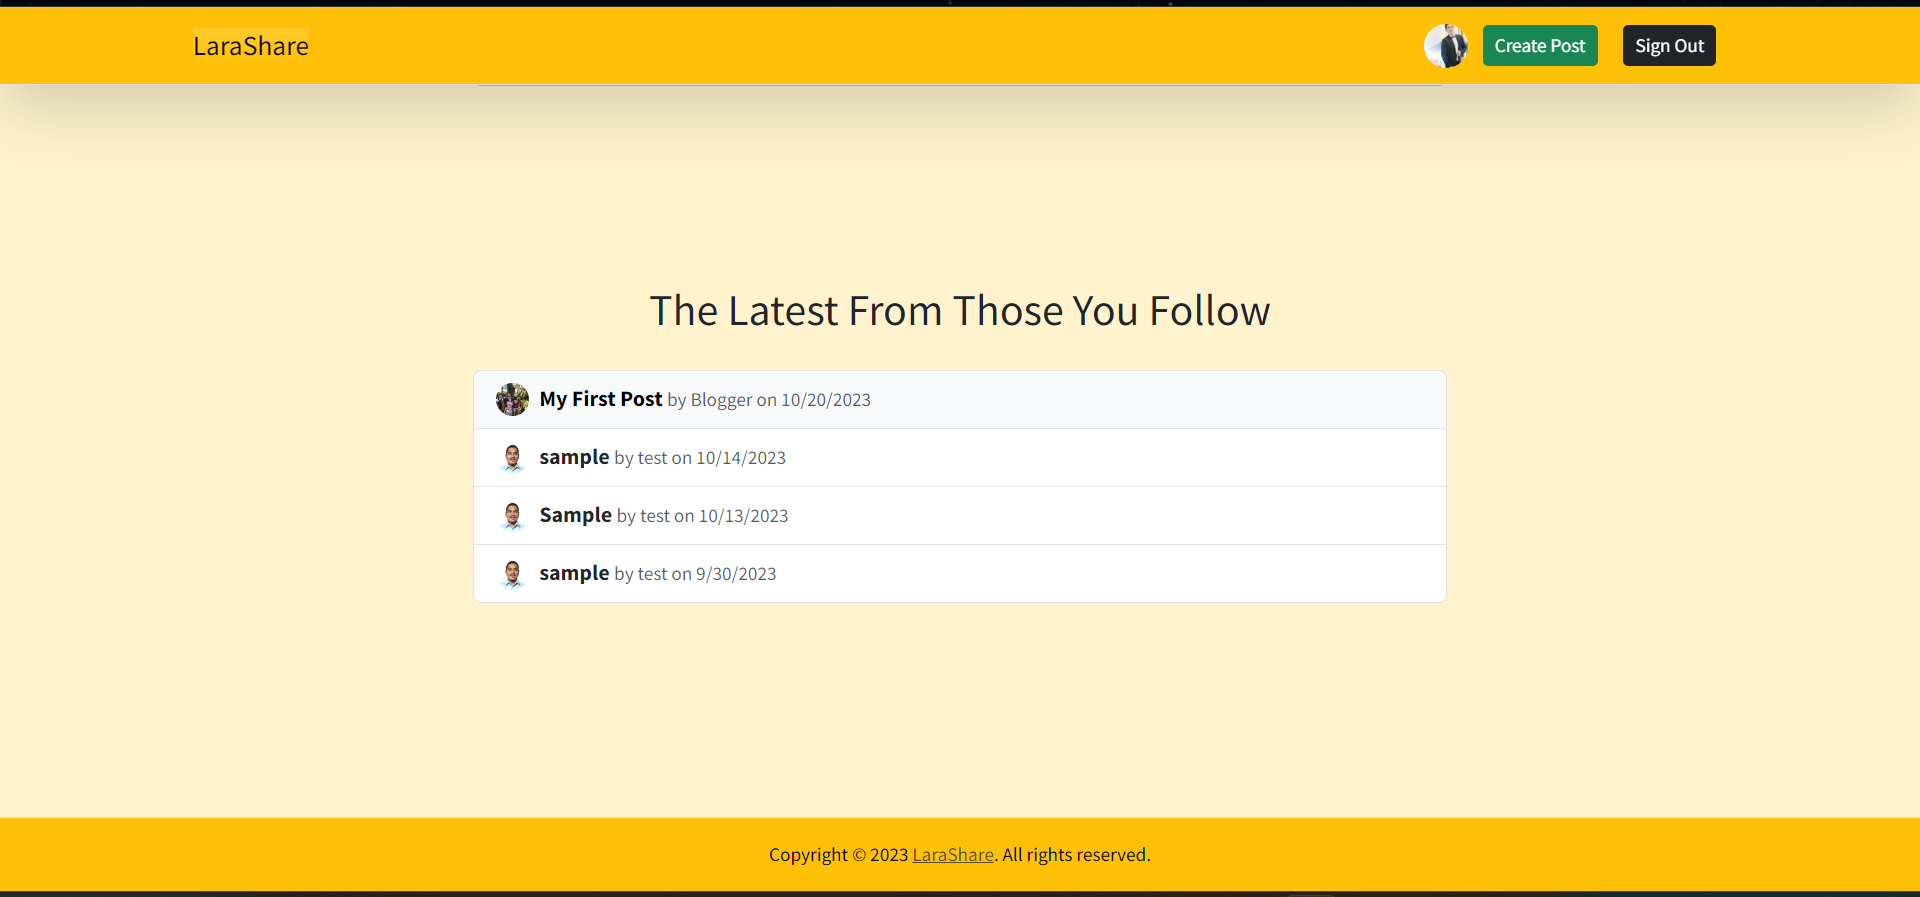 LaraShare
Create Post
Sign Out
The Latest From Those You Follow
My First Post by Blogger on 10/20/2023
sample by test on 10/14/2023
Sample by test on 10/13/2023
sample by test on 9/30/2023
Copyright © 2023 LaraShare. All rights reserved.